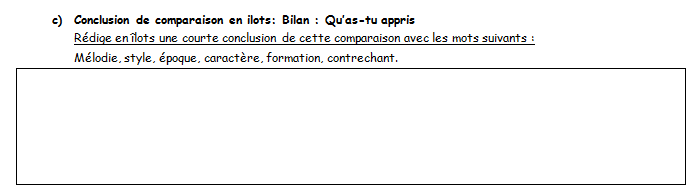 c) Conclusion de comparaison en ilots: Bilan : Qu'as-tu appris
Rédige en îlots une courte conclusion de cette comparaison avec les mots suivants :
Mélodie, style, époque, caractère, formation, contrechant.